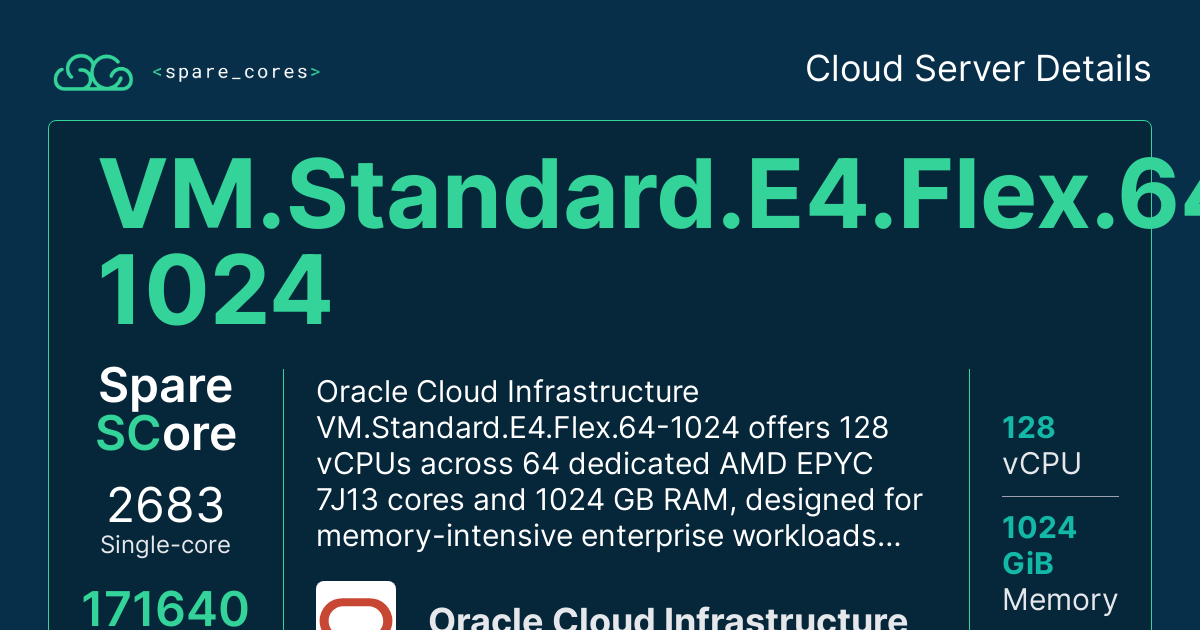 <spare_cores>
Cloud Server Details
VM.Standard.E4.Flex.64
1024
Spare
SCore
2683
Single-core
171640
Oracle Cloud Infrastructure
VM.Standard.E4.Flex.64-1024 offers 128
vCPUs across 64 dedicated AMD EPYC
7J13 cores and 1024 GB RAM, designed for
memory-intensive enterprise workloads...
Oracle Cloud Infrastructure
128
vCPU
1024
GiB
Memory